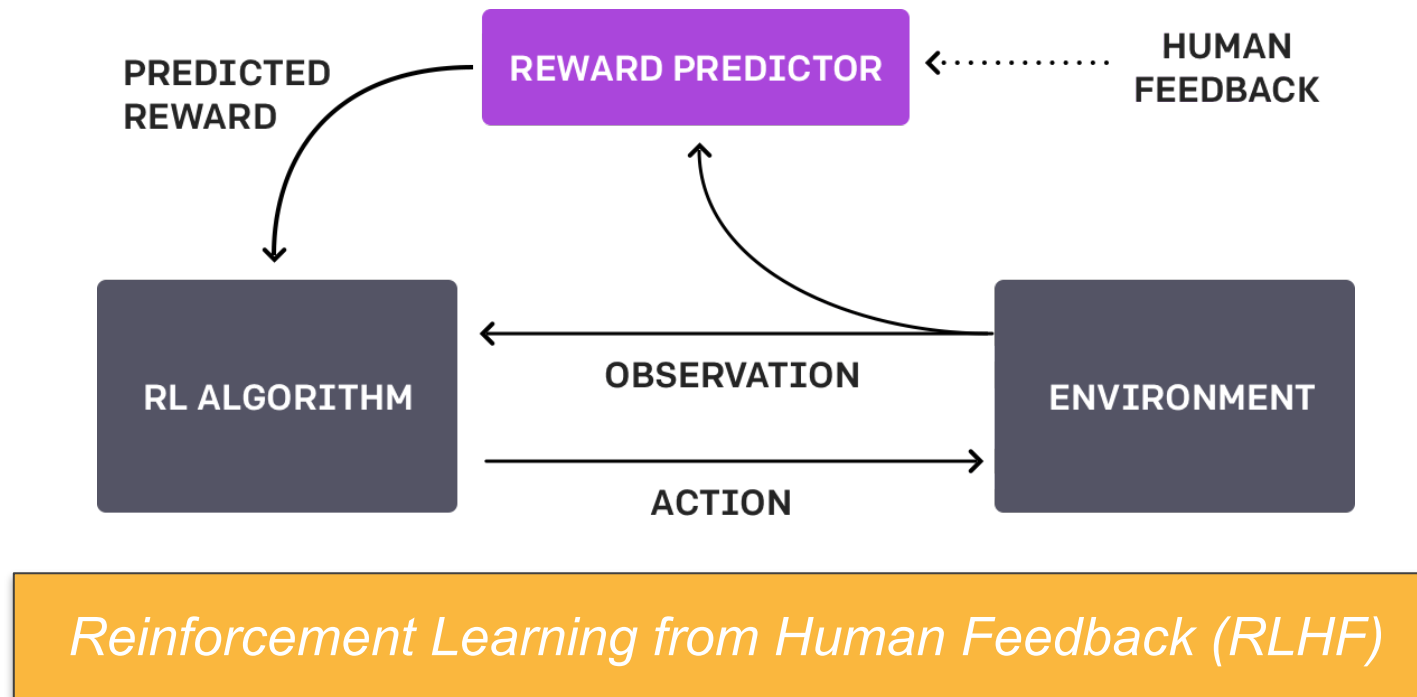 PREDICTED
REWARD
REWARD PREDICTOR
HUMAN
FEEDBACK
RL ALGORITHM
OBSERVATION
ACTION
ENVIRONMENT
Reinforcement Learning from Human Feedback (RLHF)